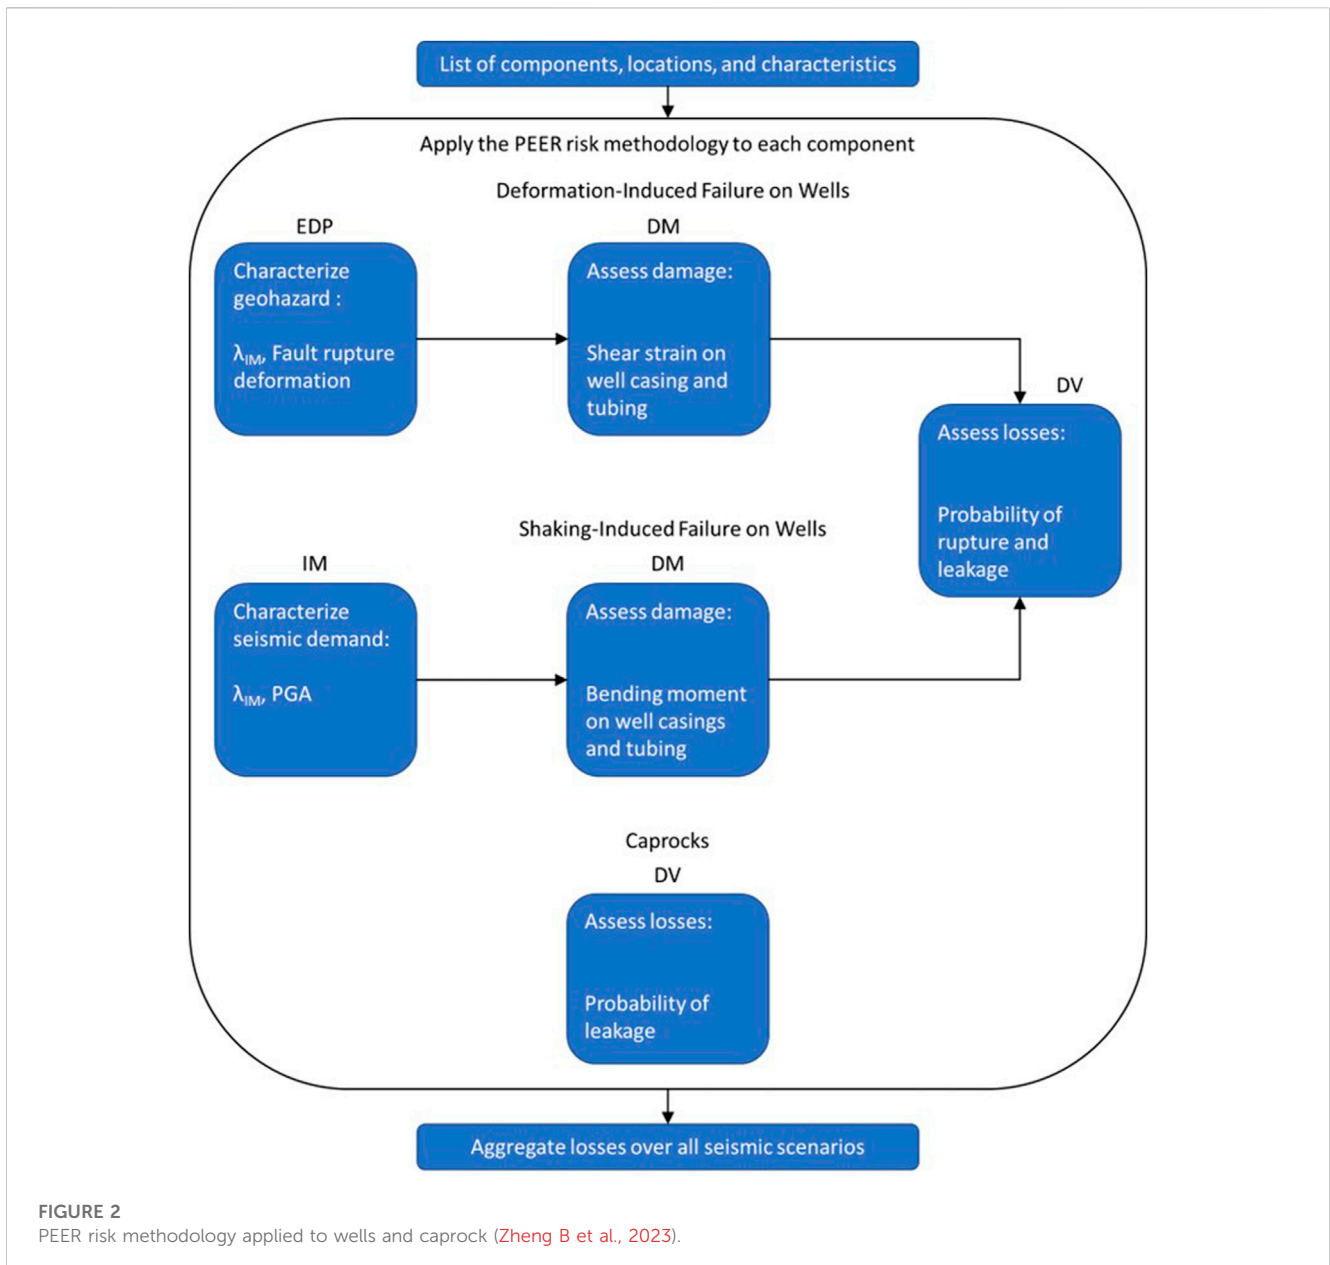 List of components, locations, and characteristics
Apply the PEER risk methodology to each component
Deformation-Induced Failure on Wells
EDP
Characterize
geohazard :
λIM, Fault rupture
deformation
DM
Assess damage:
Shear strain on
well casing and
tubing
DV
Assess losses:
Probability of
rupture and
leakage
Shaking-Induced Failure on Wells
IM
Characterize
seismic demand:
λIM, PGA
DM
Assess damage:
Bending moment
on well casings
and tubing
Caprocks
DV
Assess losses:
Probability of
leakage
Aggregate losses over all seismic scenarios
FIGURE 2
PEER risk methodology applied to wells and caprock (Zheng B et al., 2023).